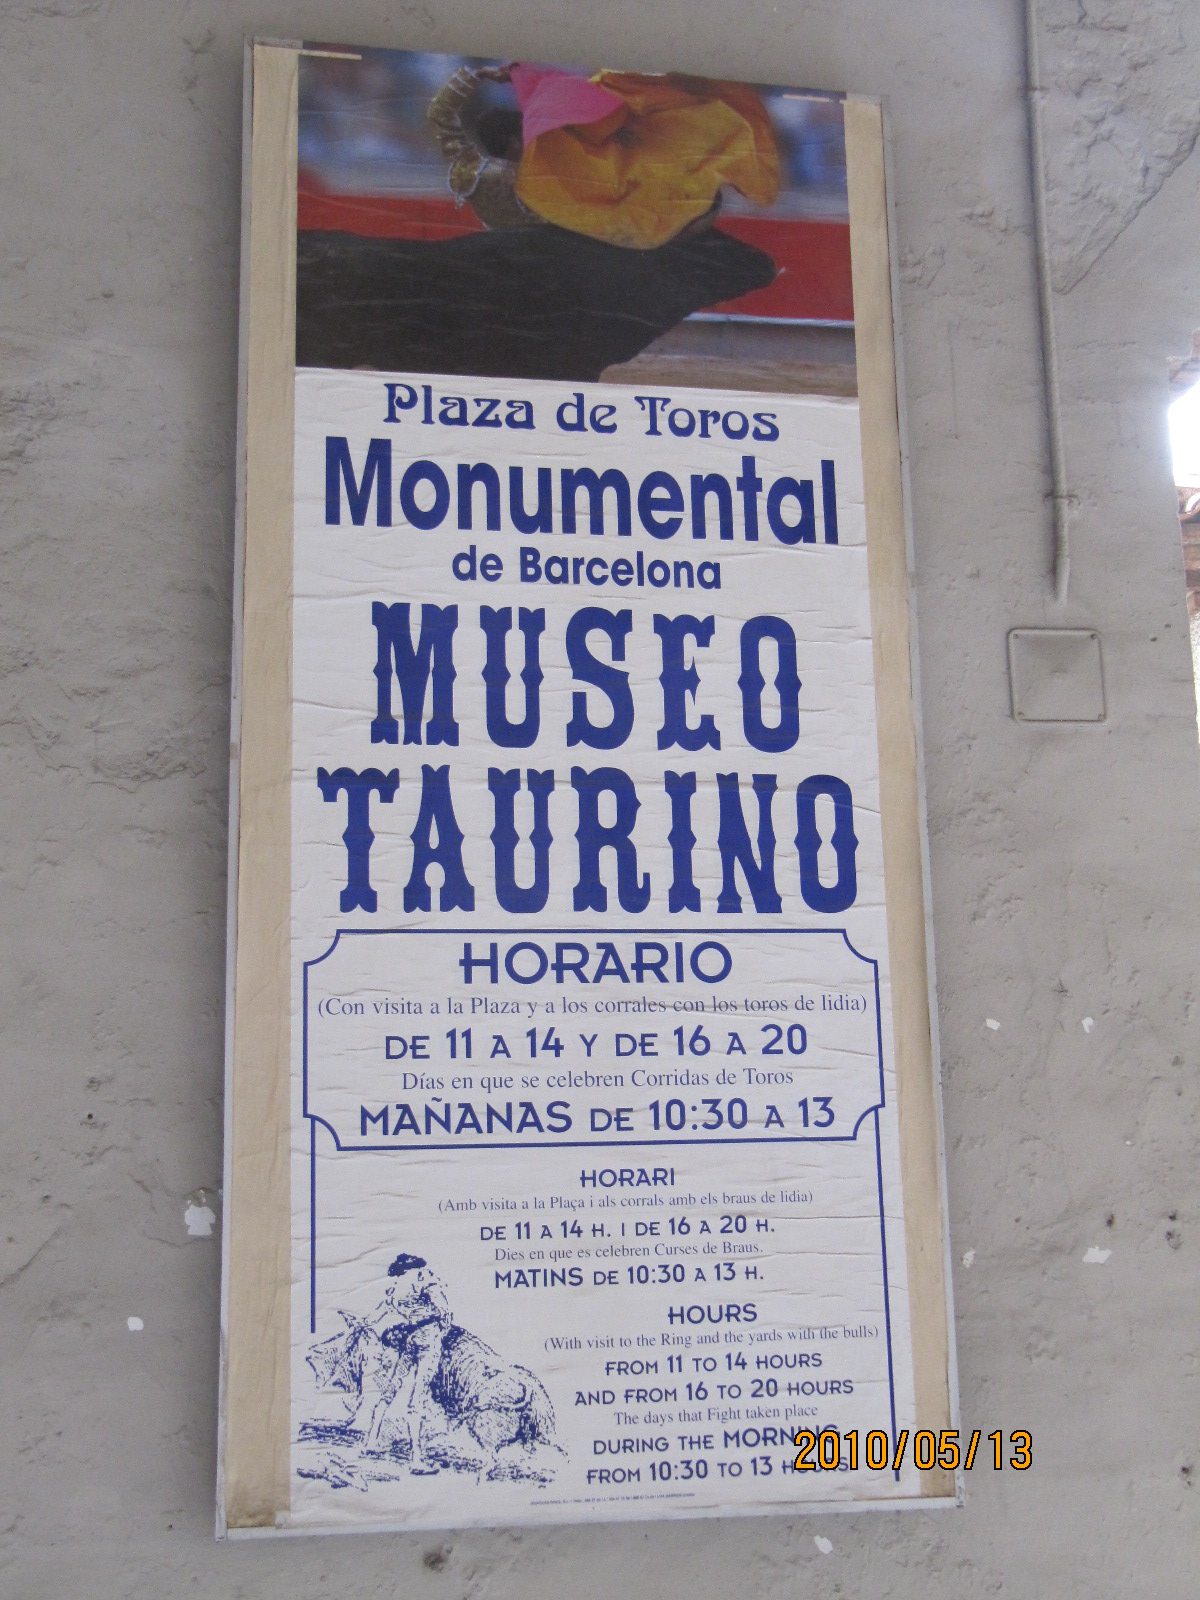 Plaza de Toros
Monumental
de Barcelona
MUSEO
TAURINO
HORARIO
(Con visita a la Plaza y a los corrales con los toros de lidia)
DE 11 A 14 Y DE 16 A 20
Días en que se celebren Corridas de Toros
MAÑANAS DE 10:30 A 13
HORARI
(Amb visita a la Plaça i als corrals amb els braus de lidia)
DE 11 A 14 H. I DE 16 A 20 H.
Dies en que es celebren Curses de Braus.
MATINS DE 10:30 A 13 H.
HOURS
(With visit to the Ring and the yards with the bulls)
FROM 11 TO 14 HOURS
AND FROM 16 TO 20 HOURS
The days that Fight taken place
DURING THE MORNING
FROM 10:30 TO 13 HOURS
2010/05/13